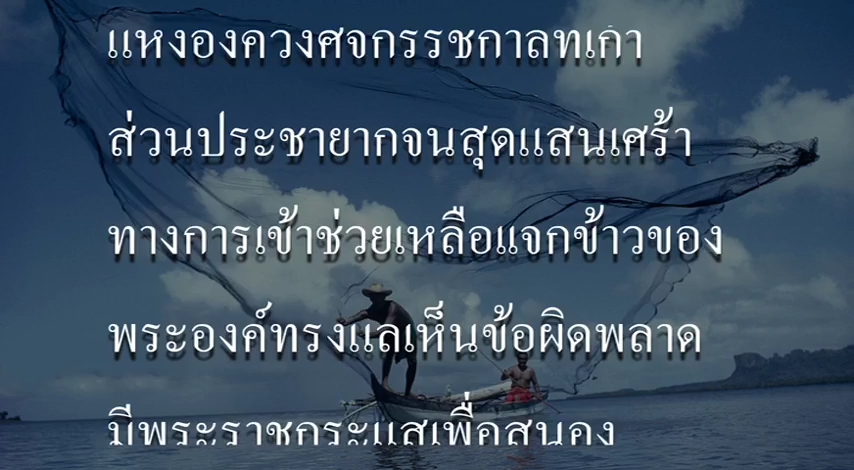 แห่งองค์วงศ์จักรรัชกาลที่เก้า
ส่วนประชายากจนสุดแสนเศร้า
ทางการเข้าช่วยเหลือแจกข้าวของ
พระองค์ทรงแลเห็นข้อผิดพลาด
มีพระราชกระแสเพื่อสนอง